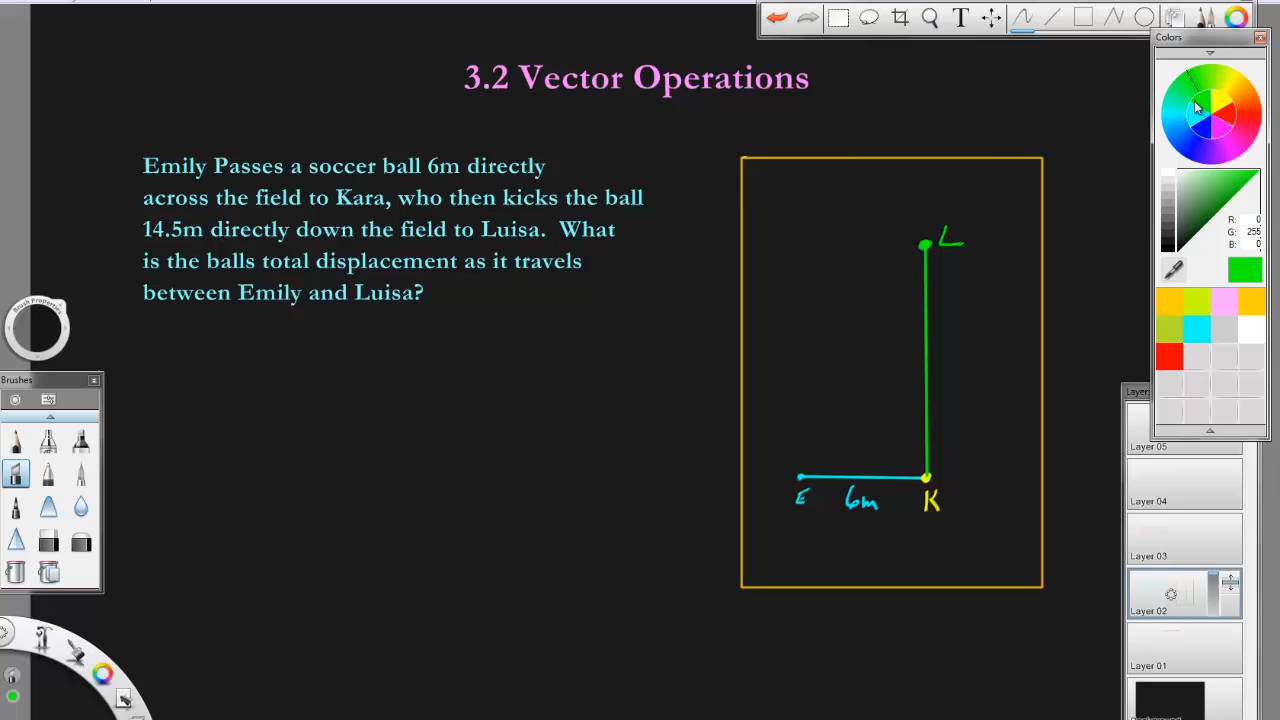 3.2 Vector Operations
Colors
Emily Passes a soccer ball 6m directly
across the field to Kara, who then kicks the ball
14.5m directly down the field to Luisa.  What
is the balls total displacement as it travels
between Emily and Luisa?
L
E
6m
K
R: 0
G: 255
B: 0
Brush Properties
Brushes
Layers
Layer 05
Layer 04
Layer 03
Layer 02
Layer 01